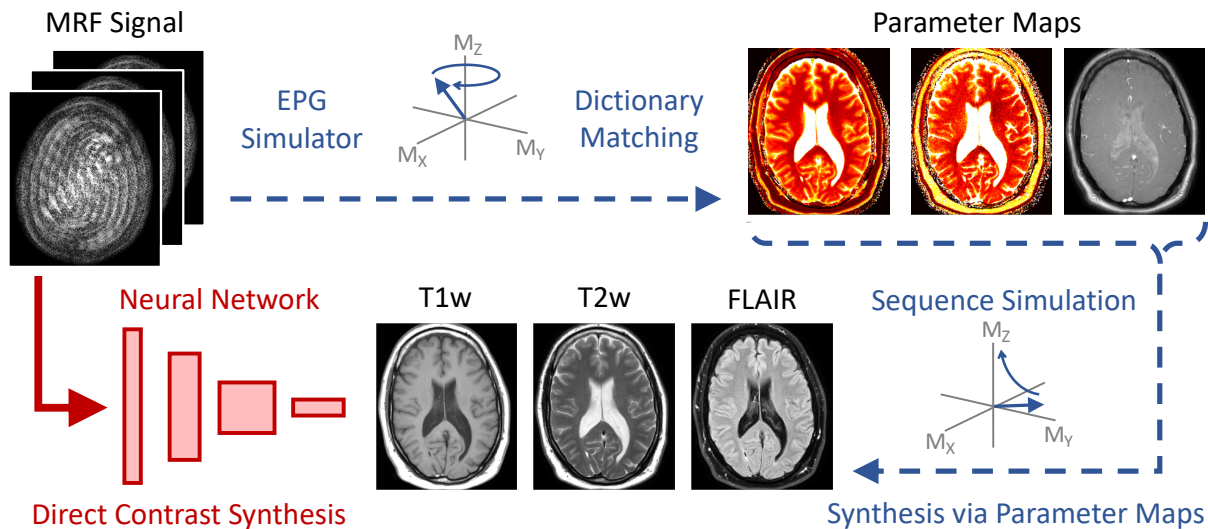 MRF Signal
Parameter Maps
M_Z
EPG
Simulator
Dictionary
Matching
M_X
M_Y
Neural Network
T1w
T2w
FLAIR
Sequence Simulation
M_Z
M_X
M_Y
Direct Contrast Synthesis
Synthesis via Parameter Maps